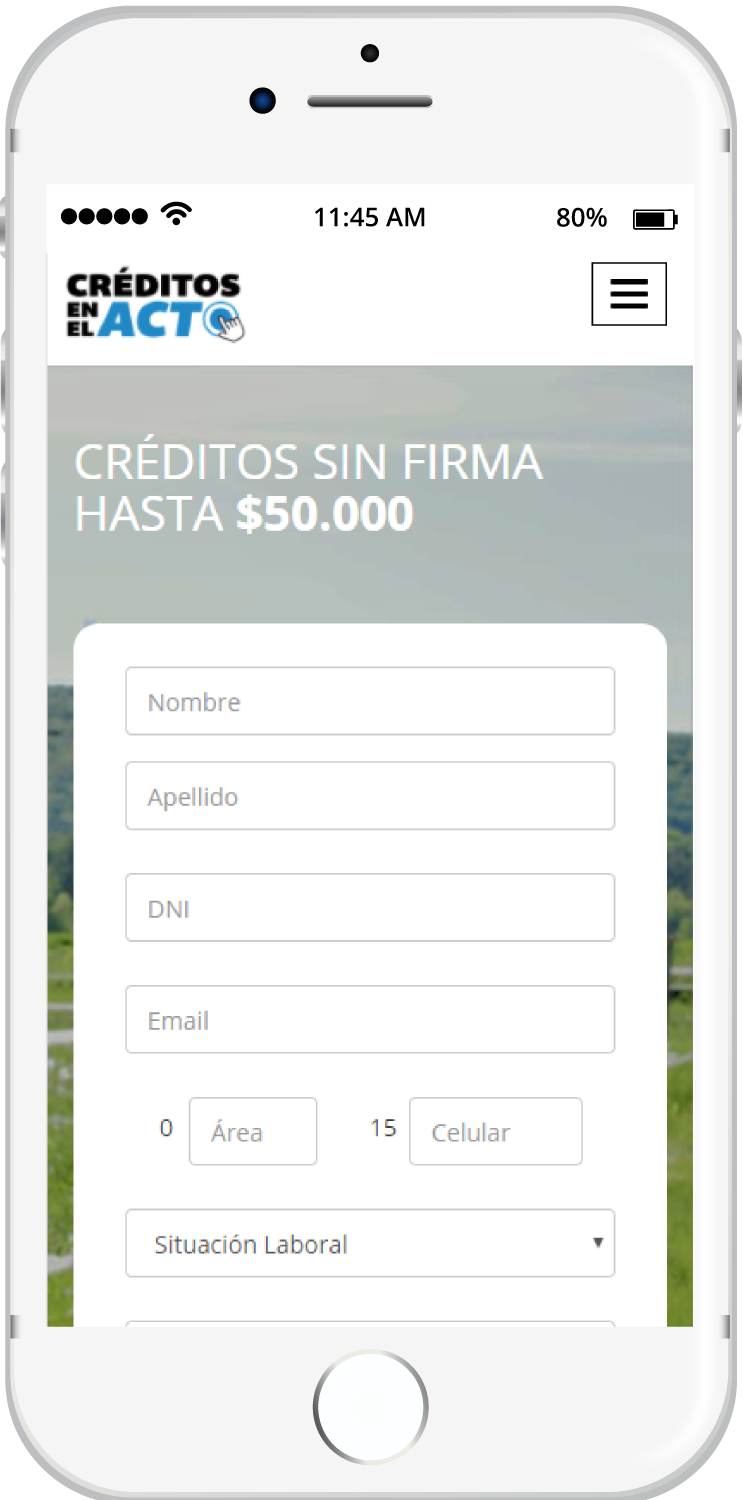 11:45 AM 80%
CRÉDITOS
EN
EL ACTO
CRÉDITOS SIN FIRMA
HASTA $50.000
Nombre
Apellido
DNI
Email
0 Área 15 Celular
Situación Laboral